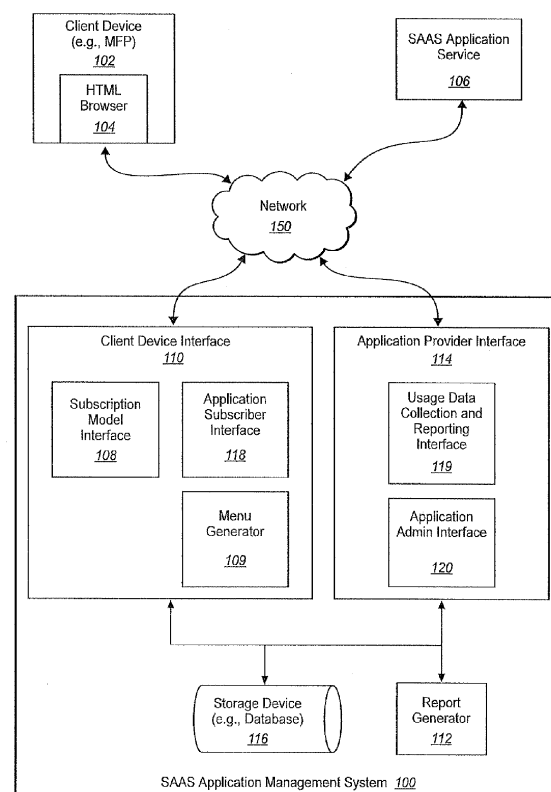 Client Device
(e.g., MFP)
102
HTML
Browser
104
SAAS Application
Service
106
Network
150
Client Device Interface
110
Subscription
Model
Interface
108
Application
Subscriber
Interface
118
Menu
Generator
109
Application Provider Interface
114
Usage Data
Collection and
Reporting
Interface
119
Application
Admin Interface
120
Storage Device
(e.g., Database)
116
Report
Generator
112
SAAS Application Management System 100